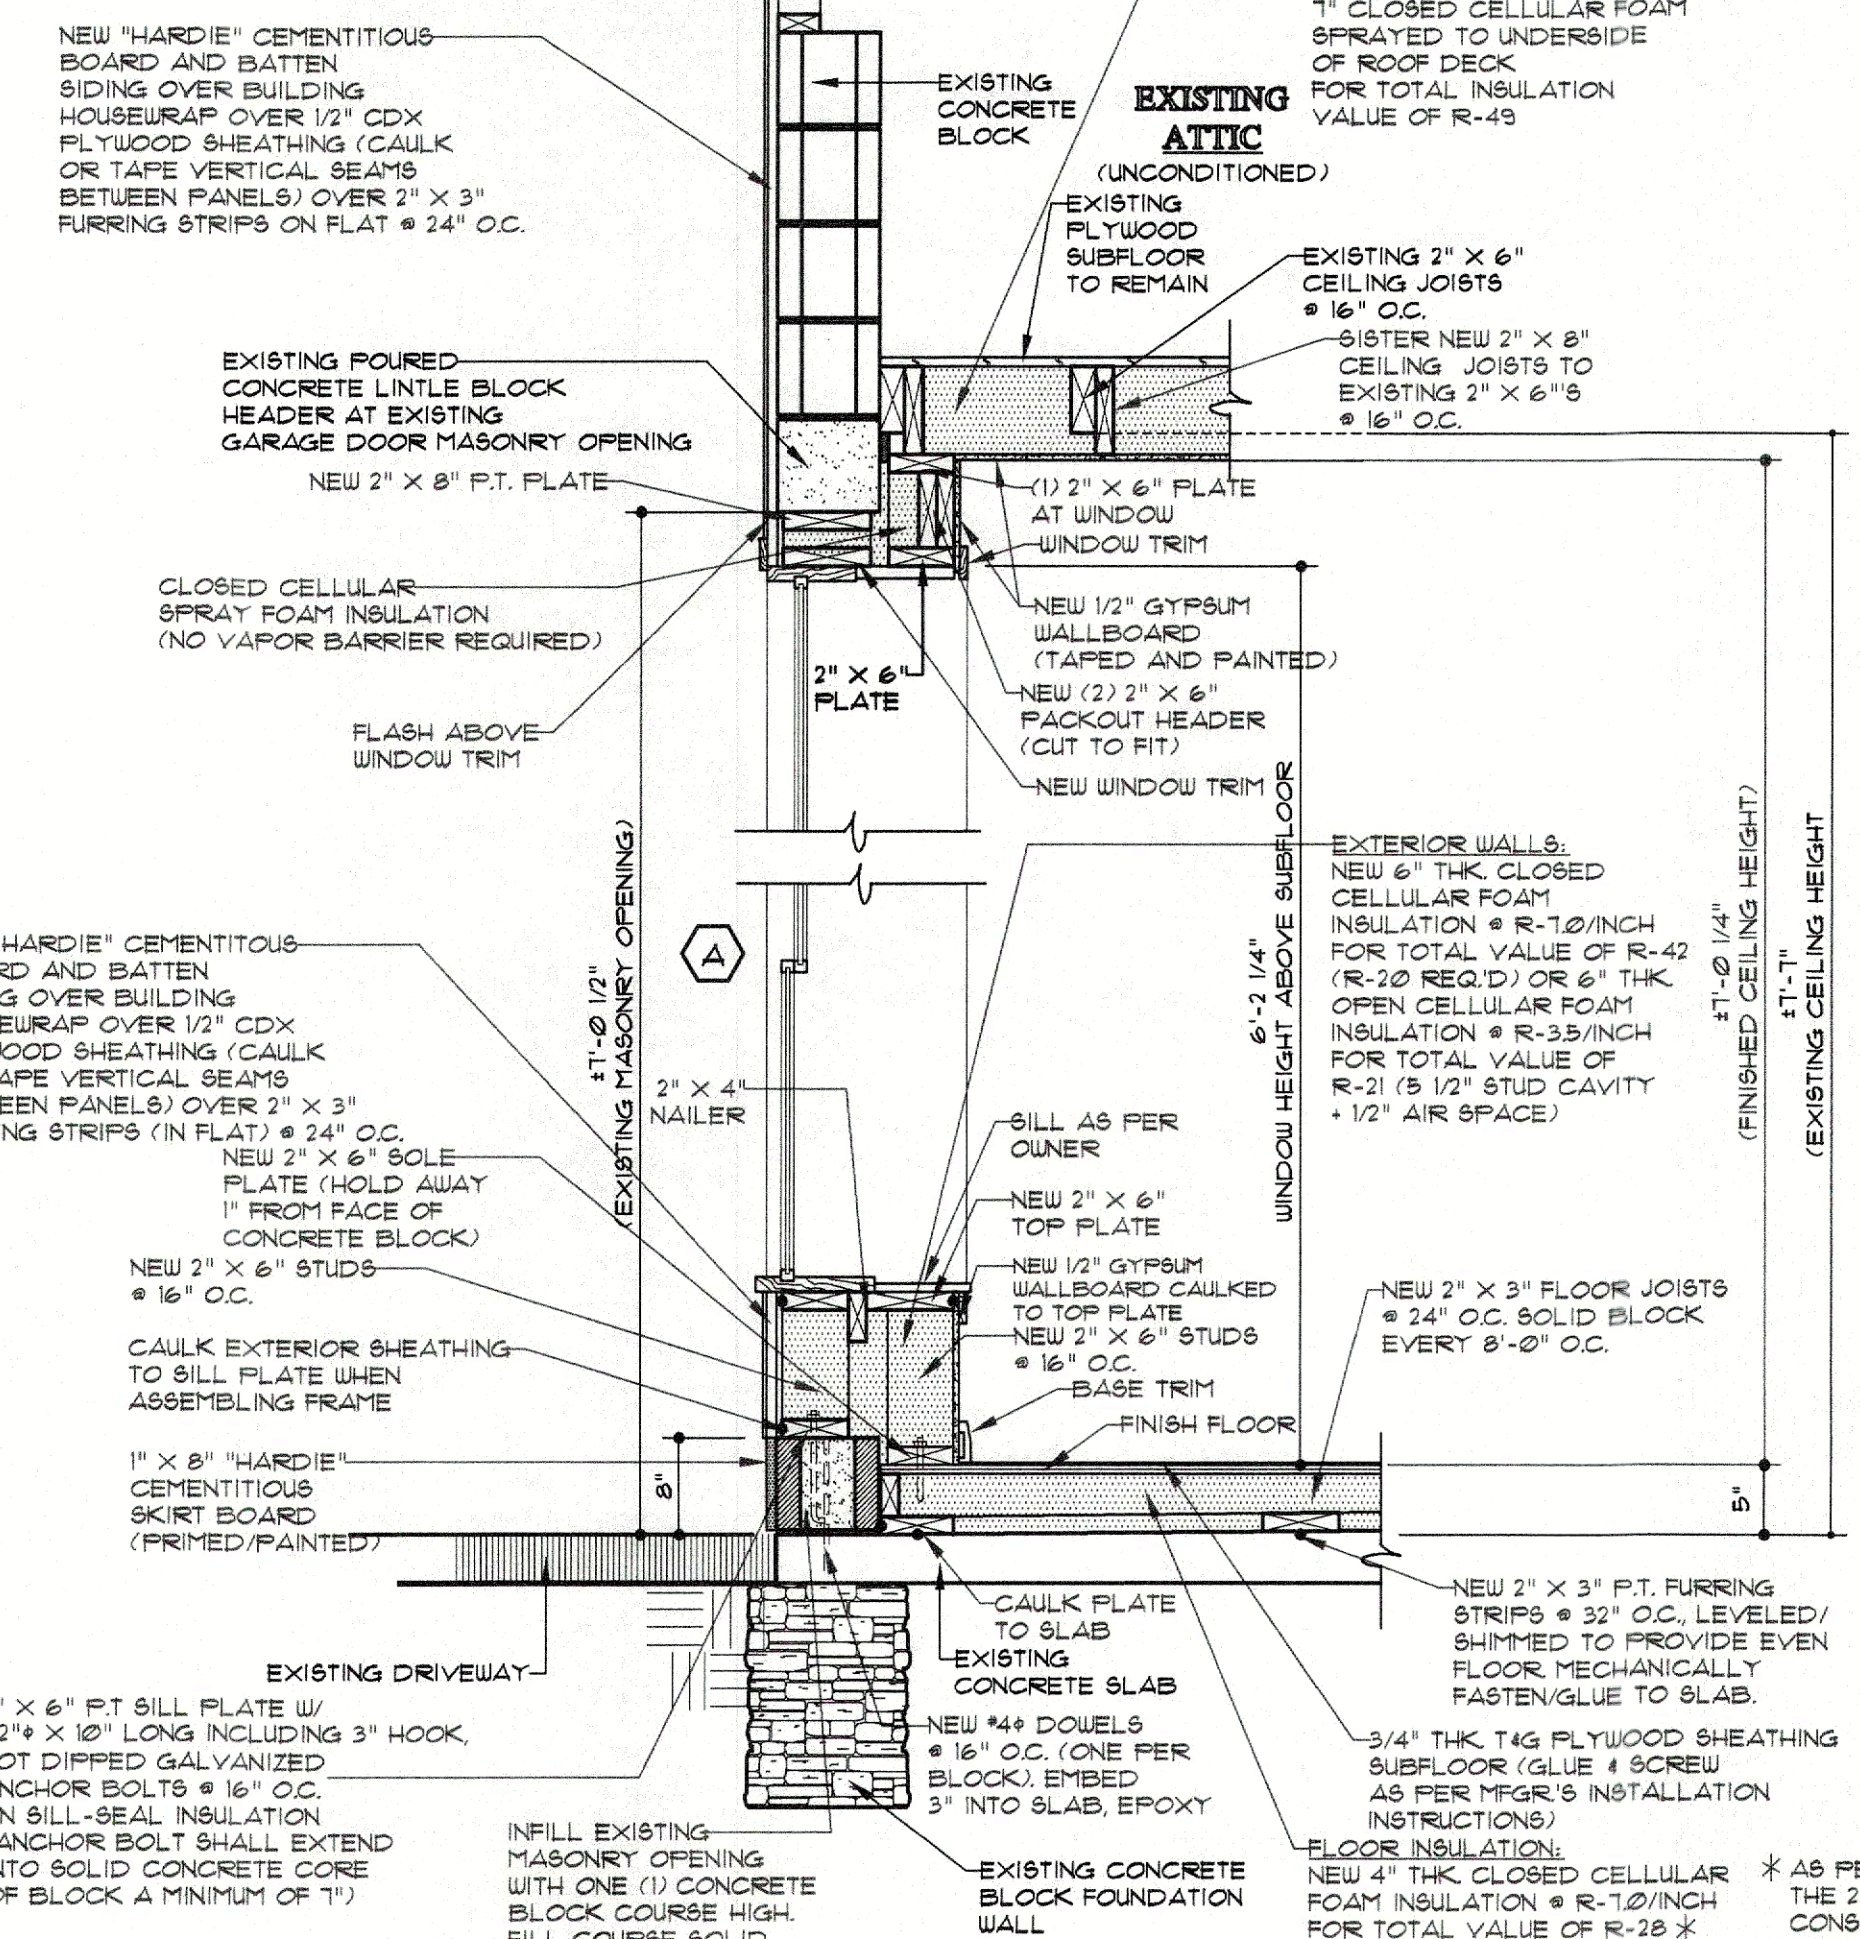 NEW "HARDIE" CEMENTITIOUS
BOARD AND BATTEN
SIDING OVER BUILDING
HOUSEWRAP OVER 1/2" CDX
PLYWOOD SHEATHING (CAULK
OR TAPE VERTICAL SEAMS
BETWEEN PANELS) OVER 2" X 3"
FURRING STRIPS ON FLAT @ 24" O.C.
EXISTING
CONCRETE
BLOCK
7" CLOSED CELLULAR FOAM
SPRAYED TO UNDERSIDE
OF ROOF DECK
FOR TOTAL INSULATION
VALUE OF R-49
EXISTING
ATTIC
(UNCONDITIONED)
EXISTING
PLYWOOD
SUBFLOOR
TO REMAIN
EXISTING 2" X 6"
CEILING JOISTS
@ 16" O.C.
SISTER NEW 2" X 8"
CEILING JOISTS TO
EXISTING 2" X 6"'S
@ 16" O.C.
EXISTING POURED
CONCRETE LINTLE BLOCK
HEADER AT EXISTING
GARAGE DOOR MASONRY OPENING
NEW 2" X 8" P.T. PLATE
(1) 2" X 6" PLATE
AT WINDOW
WINDOW TRIM
CLOSED CELLULAR
SPRAY FOAM INSULATION
(NO VAPOR BARRIER REQUIRED)
NEW 1/2" GYPSUM
WALLBOARD
(TAPED AND PAINTED)
2" X 6"
PLATE
NEW (2) 2" X 6"
PACKOUT HEADER
(CUT TO FIT)
FLASH ABOVE
WINDOW TRIM
NEW WINDOW TRIM
±7'-0 1/2"
(EXISTING MASONRY OPENING)
A
6'-2 1/4"
WINDOW HEIGHT ABOVE SUBFLOOR
EXTERIOR WALLS:
NEW 6" THK. CLOSED
CELLULAR FOAM
INSULATION @ R-7.0/INCH
FOR TOTAL VALUE OF R-42
(R-20 REQ.'D) OR 6" THK.
OPEN CELLULAR FOAM
INSULATION @ R-3.5/INCH
FOR TOTAL VALUE OF
R-21 (5 1/2" STUD CAVITY
+ 1/2" AIR SPACE)
±7'-0 1/4"
(FINISHED CEILING HEIGHT)
±7'-7"
(EXISTING CEILING HEIGHT
HARDIE" CEMENTITOUS
RD AND BATTEN
G OVER BUILDING
EWRAP OVER 1/2" CDX
WOOD SHEATHING (CAULK
APE VERTICAL SEAMS
EEN PANELS) OVER 2" X 3"
NG STRIPS (IN FLAT) @ 24" O.C.
2" X 4"
NAILER
NEW 2" X 6" SOLE
PLATE (HOLD AWAY
1" FROM FACE OF
CONCRETE BLOCK)
SILL AS PER
OWNER
NEW 2" X 6"
TOP PLATE
NEW 2" X 6" STUDS
@ 16" O.C.
NEW 1/2" GYPSUM
WALLBOARD CAULKED
TO TOP PLATE
NEW 2" X 6" STUDS
@ 16" O.C.
BASE TRIM
FINISH FLOOR
NEW 2" X 3" FLOOR JOISTS
@ 24" O.C. SOLID BLOCK
EVERY 8'-0" O.C.
CAULK EXTERIOR SHEATHING
TO SILL PLATE WHEN
ASSEMBLING FRAME
1" X 8" "HARDIE"
CEMENTITIOUS
SKIRT BOARD
(PRIMED/PAINTED)
8"
5"
CAULK PLATE
TO SLAB
EXISTING
CONCRETE SLAB
NEW 2" X 3" P.T. FURRING
STRIPS @ 32" O.C., LEVELED/
SHIMMED TO PROVIDE EVEN
FLOOR MECHANICALLY
FASTEN/GLUE TO SLAB.
EXISTING DRIVEWAY
" X 6" P.T SILL PLATE W/
2"ϕ X 10" LONG INCLUDING 3" HOOK,
OT DIPPED GALVANIZED
NCHOR BOLTS @ 16" O.C.
N SILL-SEAL INSULATION
ANCHOR BOLT SHALL EXTEND
NTO SOLID CONCRETE CORE
OF BLOCK A MINIMUM OF 7")
NEW #4ϕ DOWELS
@ 16" O.C. (ONE PER
BLOCK). EMBED
3" INTO SLAB, EPOXY
3/4" THK. T&G PLYWOOD SHEATHING
SUBFLOOR (GLUE & SCREW
AS PER MFGR.'S INSTALLATION
INSTRUCTIONS)
INFILL EXISTING
MASONRY OPENING
WITH ONE (1) CONCRETE
BLOCK COURSE HIGH.
FILL COURSE SOLID
EXISTING CONCRETE
BLOCK FOUNDATION
WALL
FLOOR INSULATION:
NEW 4" THK. CLOSED CELLULAR
FOAM INSULATION @ R-7.0/INCH
FOR TOTAL VALUE OF R-28 *
* AS PE
THE 2
CONS